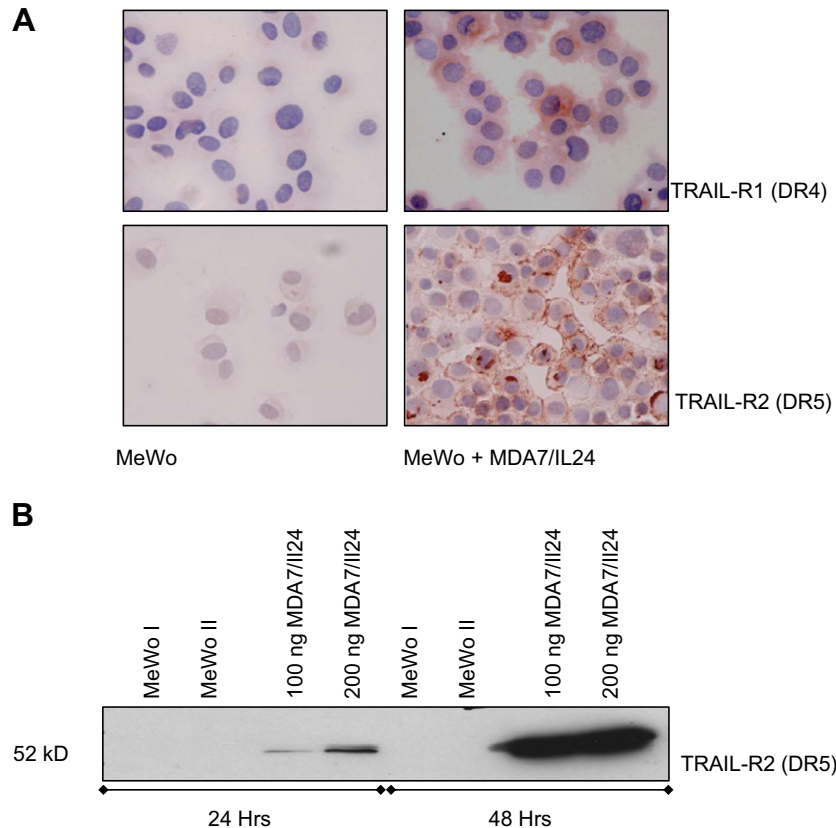 A
TRAIL-R1 (DR4)
TRAIL-R2 (DR5)
MeWo
MeWo + MDA7/IL24
B
MeWo I
MeWo II
100 ng MDA7/Il24
200 ng MDA7/Il24
MeWo I
MeWo II
100 ng MDA7/Il24
200 ng MDA7/Il24
52 kD
TRAIL-R2 (DR5)
24 Hrs
48 Hrs